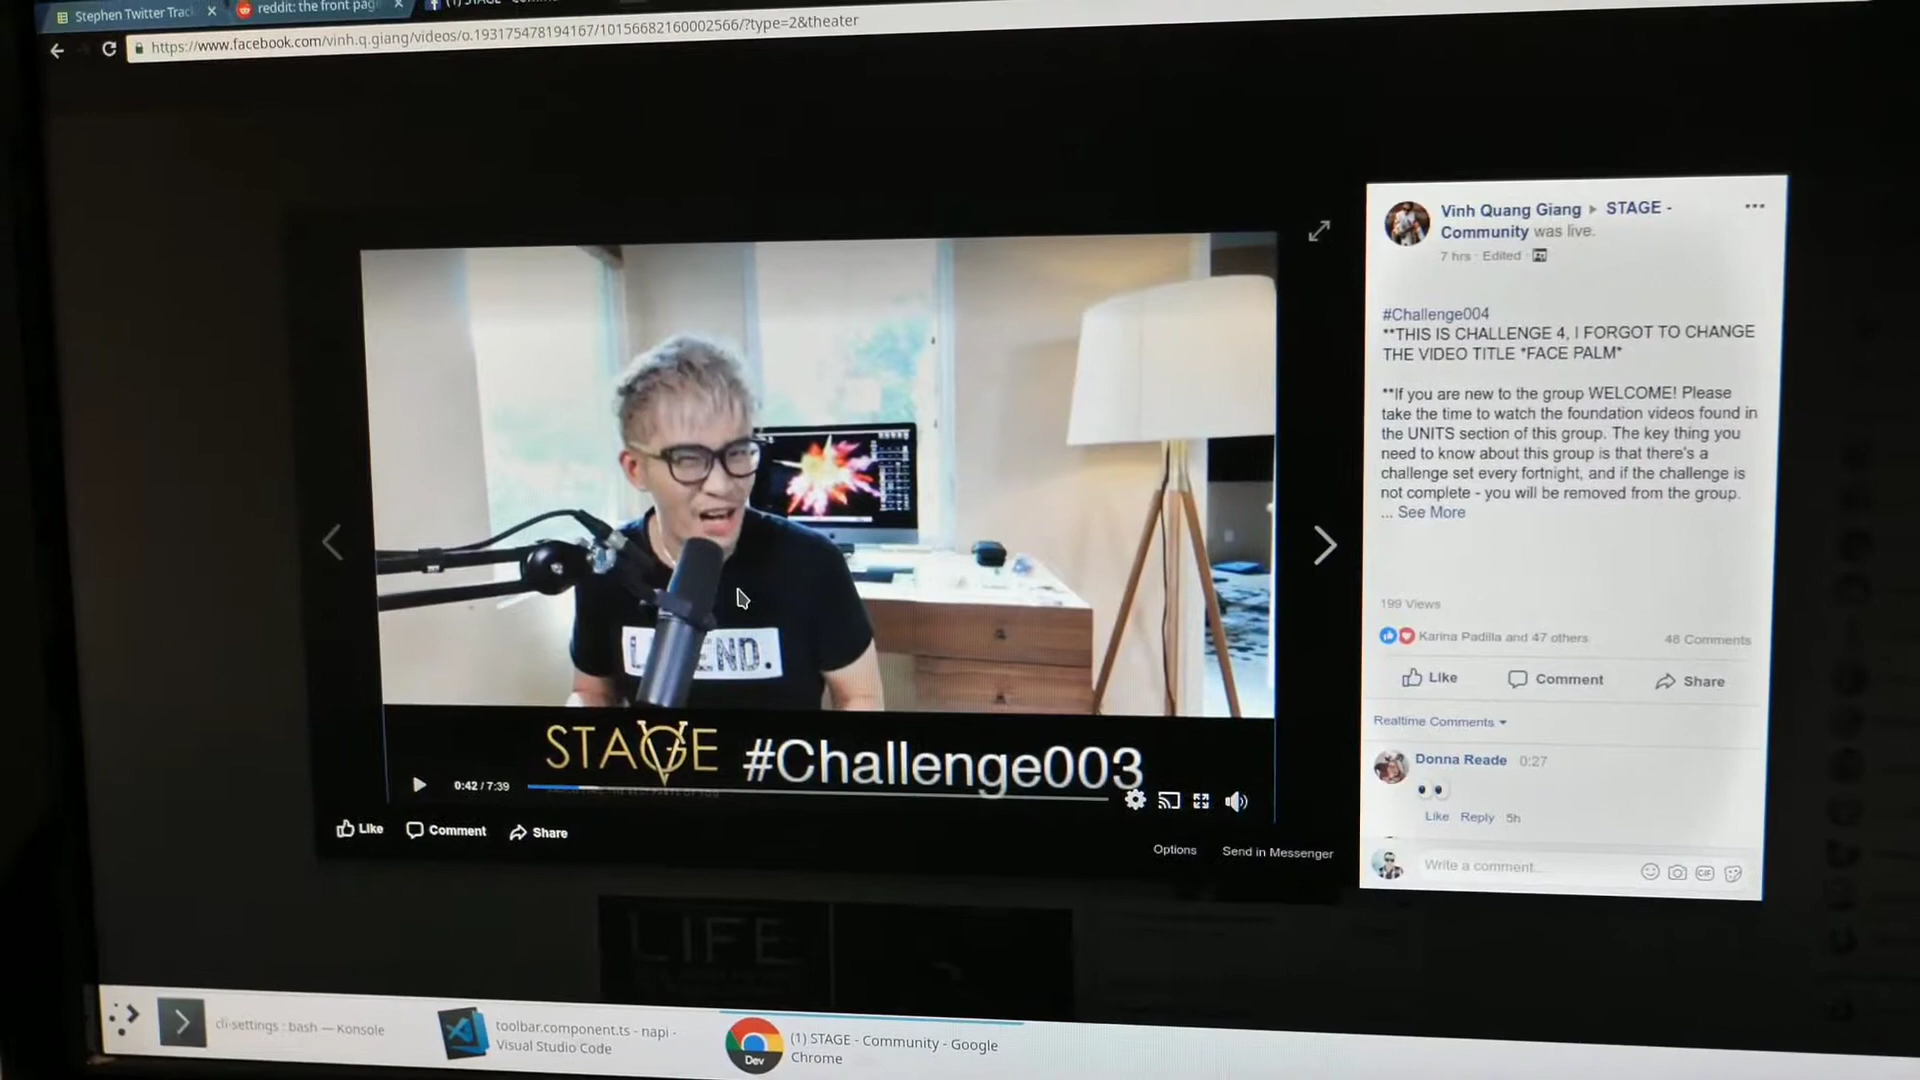 Stephen Twitter Trac
reddit: the front pag
https://www.facebook.com/vinh.q.giang/videos/o.193175478194167/10156682160002566/?type=2&theater
Vinh Quang Giang ▸ STAGE -
Community was live.
7 hrs · Edited ·
#Challenge004
**THIS IS CHALLENGE 4, I FORGOT TO CHANGE
THE VIDEO TITLE *FACE PALM*
**If you are new to the group WELCOME! Please
take the time to watch the foundation videos found in
the UNITS section of this group. The key thing you
need to know about this group is that there's a
challenge set every fortnight, and if the challenge is
not complete - you will be removed from the group.
... See More
199 Views
Karina Padilla and 47 others 48 Comments
Like Comment Share
Realtime Comments
Donna Reade 0:27
Like Reply 5h
Write a comment...
GIF
END.
STAGE #Challenge003
0:42 / 7:39
Like Comment Share
Options Send in Messenger
LIFE
cli-settings : bash — Konsole
toolbar.component.ts - napi -
Visual Studio Code
Dev
(1) STAGE - Community - Google
Chrome